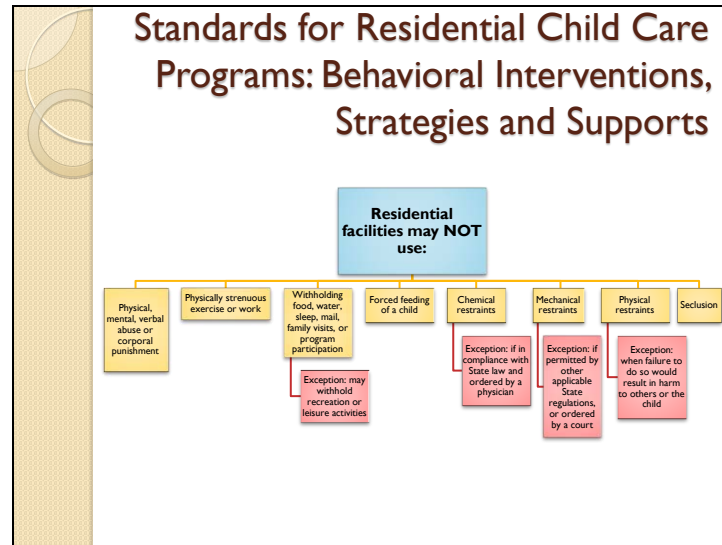 Standards for Residential Child Care
Programs: Behavioral Interventions,
Strategies and Supports
Residential
facilities may NOT
use:
Physical,
mental, verbal
abuse or
corporal
punishment
Physically strenuous
exercise or work
Withholding
food, water,
sleep, mail,
family visits, or
program
participation
Exception: may
withhold
recreation or
leisure activities
Forced feeding
of a child
Chemical
restraints
Exception: if in
compliance with
State law and
ordered by a
physician
Mechanical
restraints
Exception: if
permitted by
other
applicable
State
regulations,
or ordered
by a court
Physical
restraints
Exception:
when failure to
do so would
result in harm
to others or the
child
Seclusion